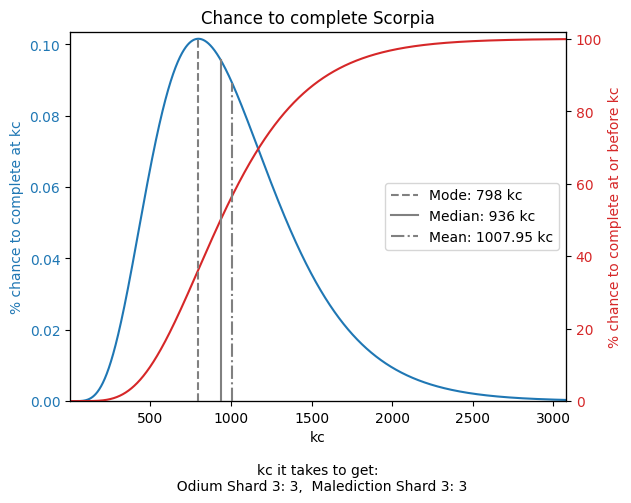 Chance to complete Scorpia
% chance to complete at kc
0.10
0.08
0.06
0.04
0.02
0.00
100
80
60
40
20
0
% chance to complete at or before kc
Mode: 798 kc
Median: 936 kc
Mean: 1007.95 kc
500 1000 1500 2000 2500 3000
kc
kc it takes to get:
Odium Shard 3: 3,  Malediction Shard 3: 3